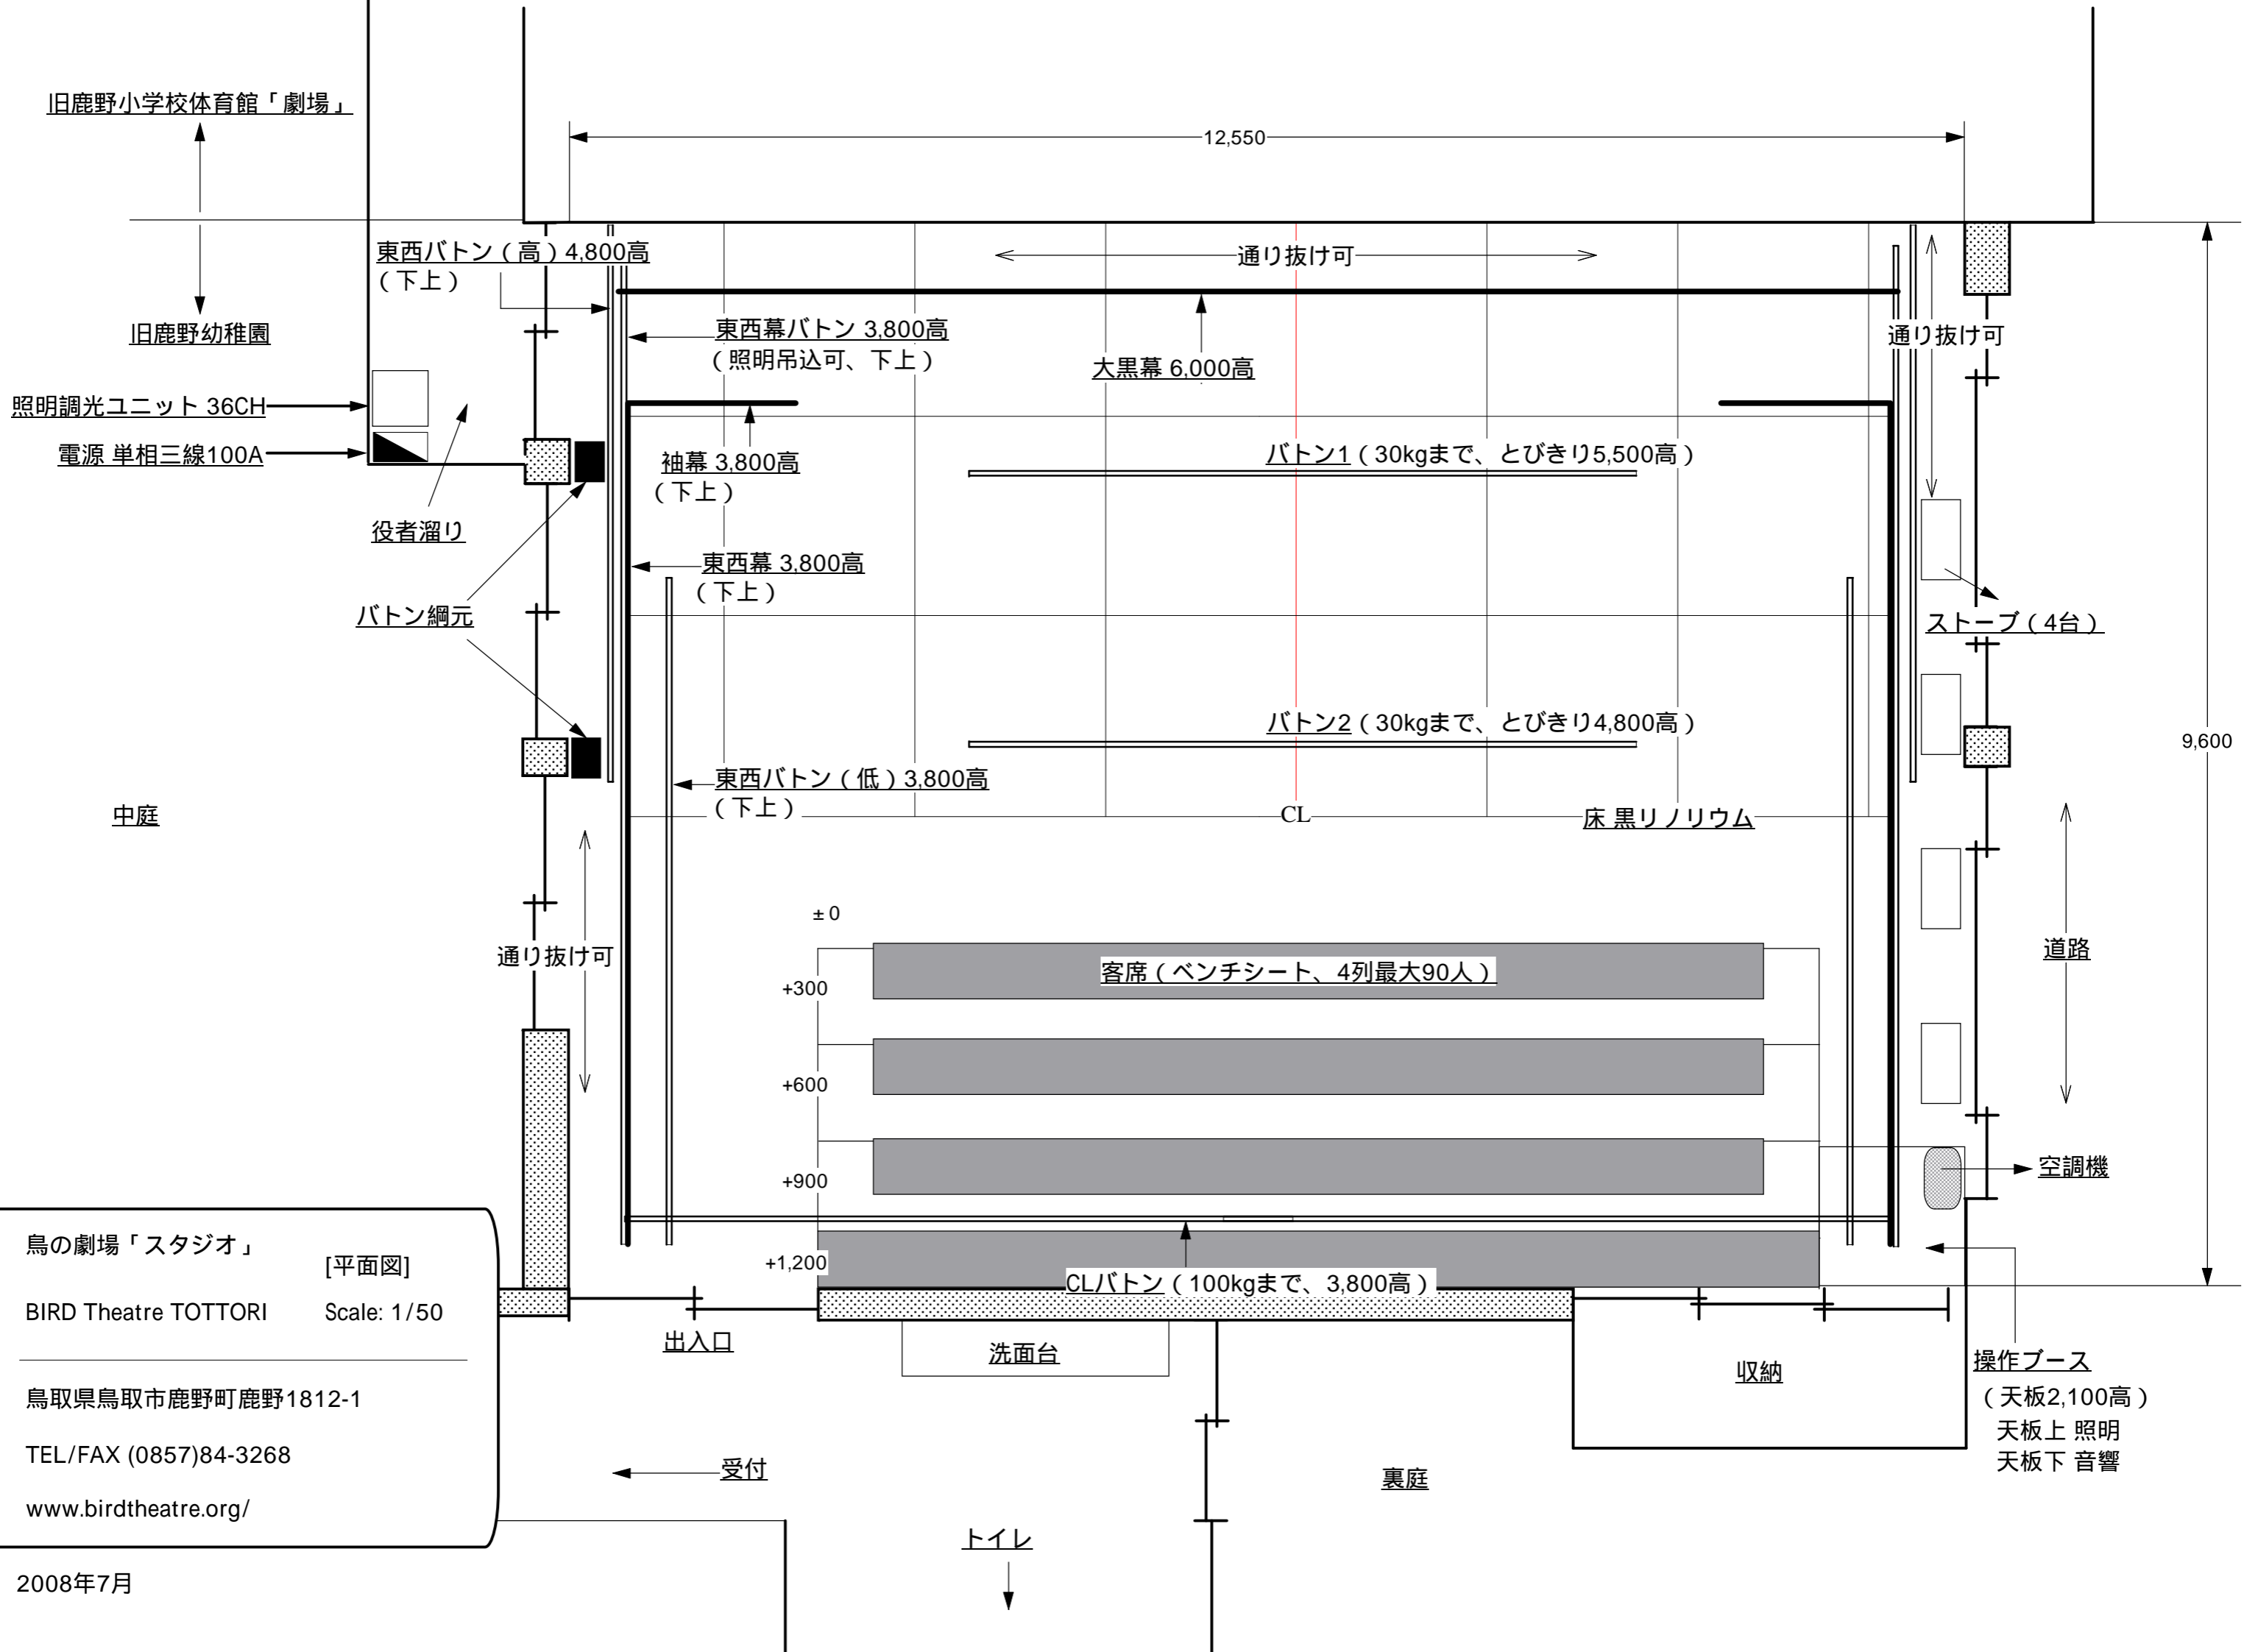 旧鹿野小学校体育館「劇場」
旧鹿野幼稚園
12,550
9,600
通り抜け可
東西バトン（高）4,800高
（下上）
通り抜け可
東西幕バトン 3,800高
（照明吊込可、下上）
大黒幕 6,000高
照明調光ユニット 36CH
電源 単相三線100A
袖幕 3,800高
（下上）
バトン1（30kgまで、とびきり5,500高）
役者溜り
東西幕 3,800高
（下上）
バトン綱元
ストーブ（4台）
バトン2（30kgまで、とびきり4,800高）
東西バトン（低）3,800高
（下上）
CL
床 黒リノリウム
中庭
通り抜け可
道路
±0
+300
客席（ベンチシート、4列最大90人）
+600
+900
空調機
+1,200
CLバトン（100kgまで、3,800高）
出入口
洗面台
収納
操作ブース
（天板2,100高）
天板上 照明
天板下 音響
受付
裏庭
トイレ
鳥の劇場「スタジオ」
[平面図]
BIRD Theatre TOTTORI
Scale: 1/50
鳥取県鳥取市鹿野町鹿野1812-1
TEL/FAX (0857)84-3268
www.birdtheatre.org/
2008年7月